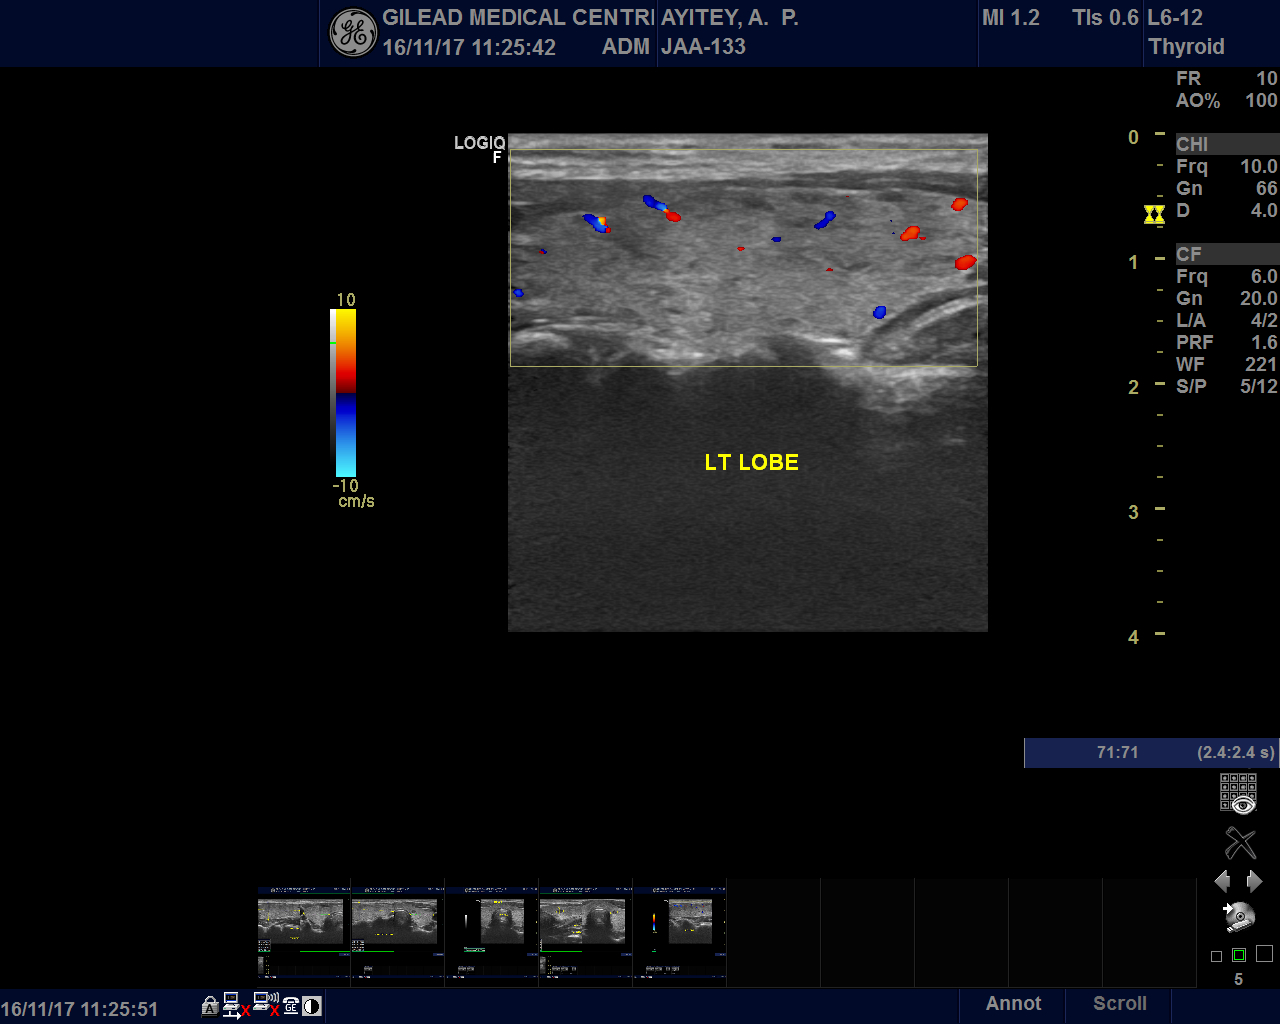 GILEAD MEDICAL CENTR
AYITEY, A. P.
MI 1.2
TIs 0.6
L6-12
16/11/17 11:25:42
ADM
JAA-133
Thyroid
FR 10
AO% 100
LOGIQ
F
CHI
Frq 10.0
Gn 66
D 4.0
CF
Frq 6.0
Gn 20.0
L/A 4/2
PRF 1.6
WF 221
S/P 5/12
0
1
2
3
4
10
-10
cm/s
LT LOBE
71:71 (2.4:2.4 s)
5
16/11/17 11:25:51
A
GE
Annot
Scroll